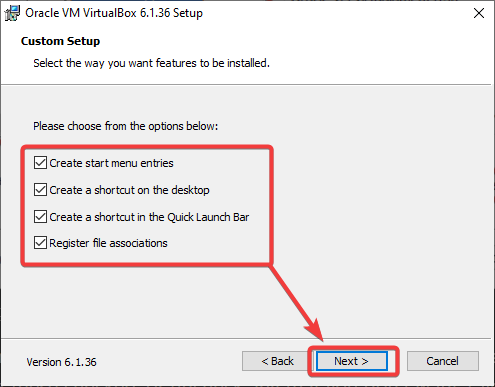 Oracle VM VirtualBox 6.1.36 Setup
Custom Setup
Select the way you want features to be installed.
Please choose from the options below:
Create start menu entries
Create a shortcut on the desktop
Create a shortcut in the Quick Launch Bar
Register file associations
Version 6.1.36 < Back Next > Cancel